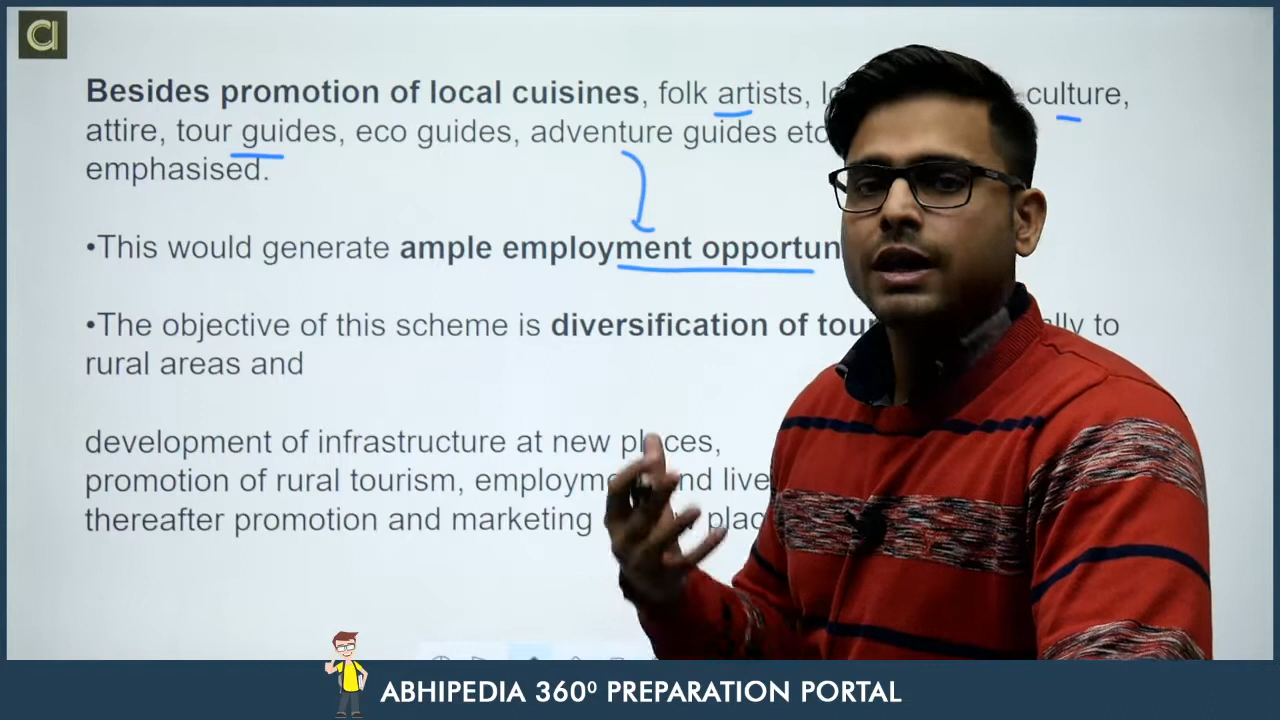 Besides promotion of local cuisines, folk artists, culture,
attire, tour guides, eco guides, adventure guides etc
emphasised.
•This would generate ample employment
•The objective of this scheme is diversification of to
rural areas and
development of infrastructure at new places,
promotion of rural tourism, employment and
thereafter promotion and marketing
ABHIPEDIA 360⁰ PREPARATION PORTAL